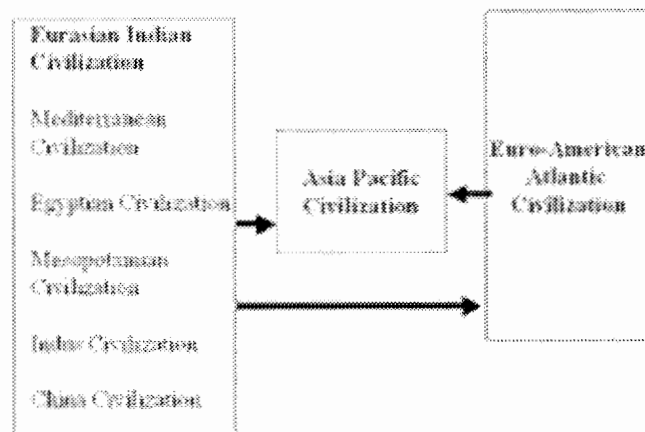 Eurasian Indian
Civilization
Mediterranean
Civilization
Egyptian Civilization
Mesopotamian
Civilization
Indus Civilization
China Civilization
Asia Pacific
Civilization
Euro-American
Atlantic
Civilization